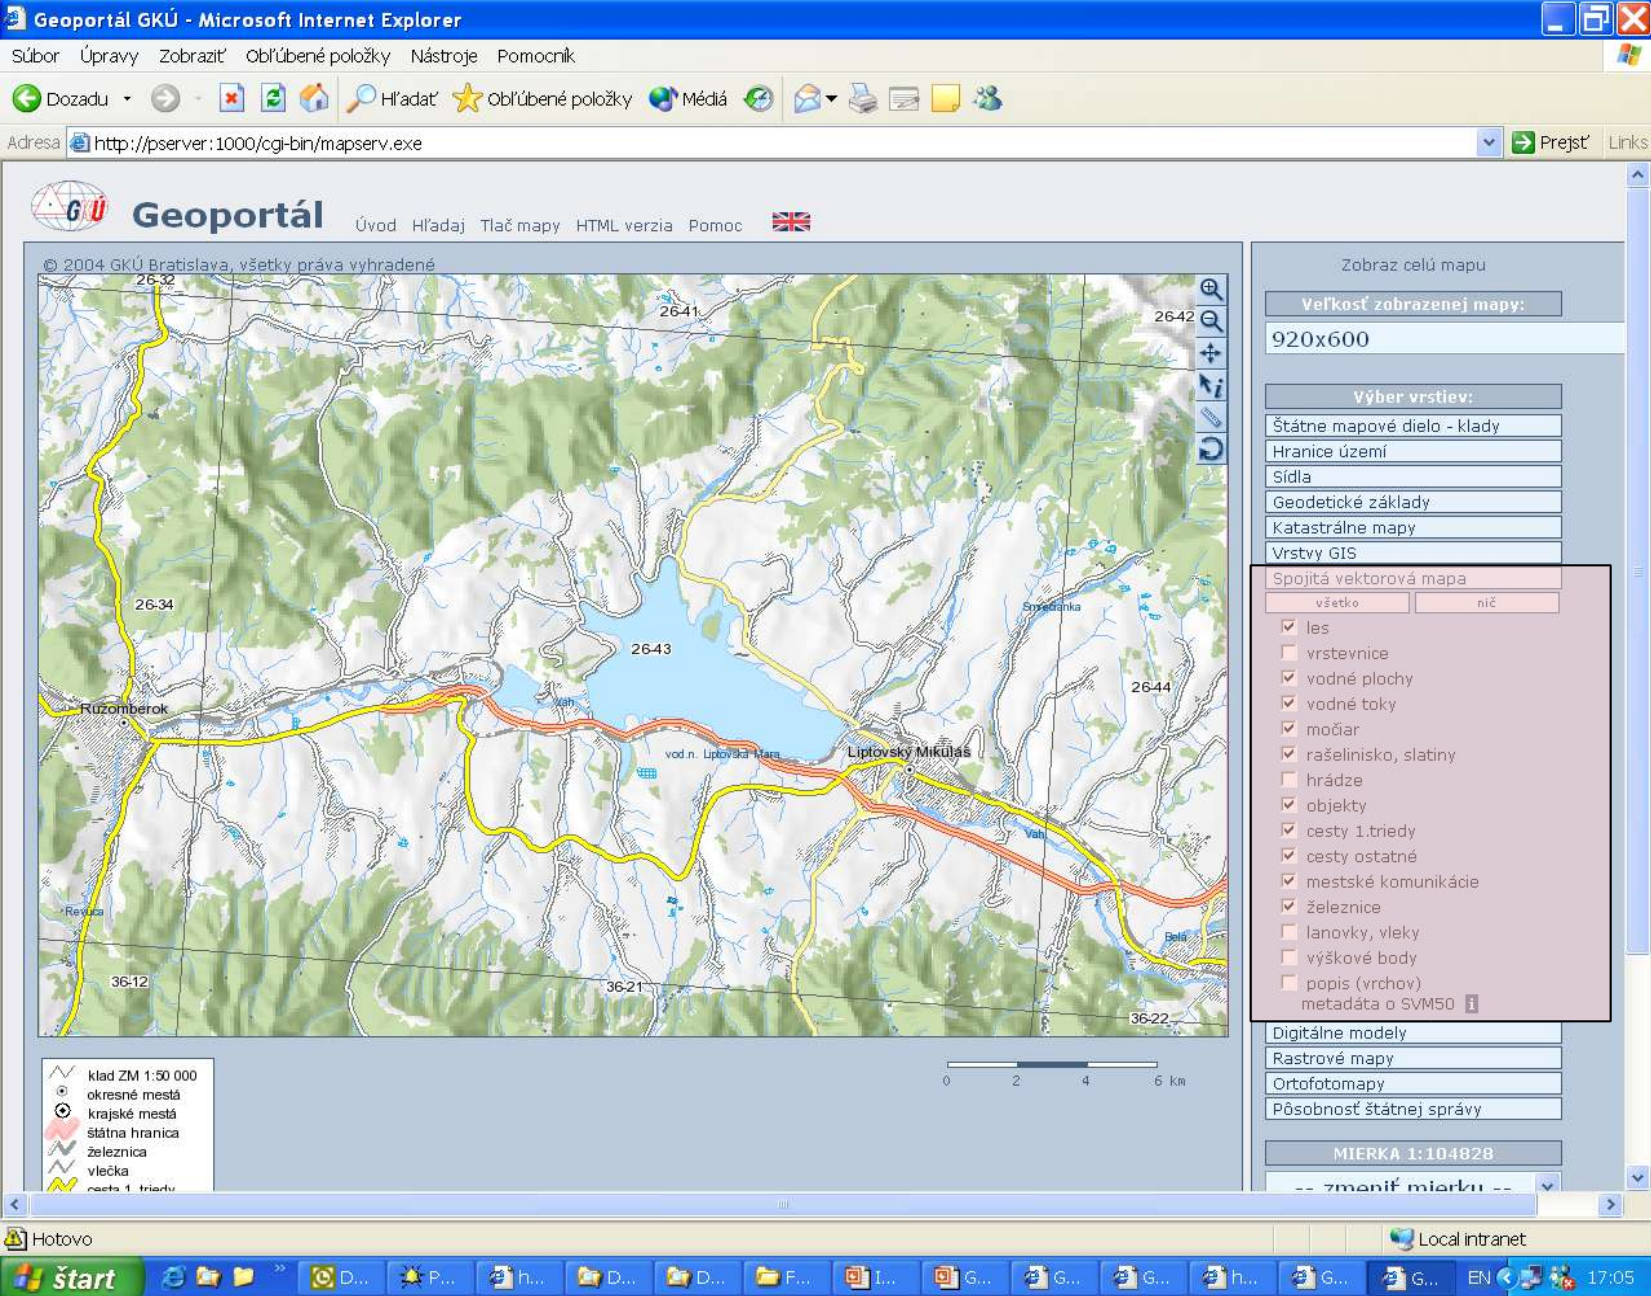 Geoportál GKÚ - Microsoft Internet Explorer
Súbor Úpravy Zobraziť Obľúbené položky Nástroje Pomocník
Dozadu Hľadať Obľúbené položky Médiá
Adresa http://pserver:1000/cgi-bin/mapserv.exe Prejsť Links
GKÚ Geoportál Úvod Hľadaj Tlač mapy HTML verzia Pomoc
© 2004 GKÚ Bratislava, všetky práva vyhradené
26-32
26-41
26-42
26-34
Smrečianka
26-43
26-44
Ružomberok
Váh
vod.n. Liptovská Mara
Liptovský Mikuláš
Váh
Revúca
Belá
36-12
36-21
36-22
Zobraz celú mapu
Veľkosť zobrazenej mapy:
920x600
Výber vrstiev:
Štátne mapové dielo - klady
Hranice území
Sídla
Geodetické základy
Katastrálne mapy
Vrstvy GIS
Spojitá vektorová mapa
všetko nič
les
vrstevnice
vodné plochy
vodné toky
močiar
rašelinisko, slatiny
hrádze
objekty
cesty 1.triedy
cesty ostatné
mestské komunikácie
železnice
lanovky, vleky
výškové body
popis (vrchov)
metadáta o SVM50 i
Digitálne modely
Rastrové mapy
Ortofotomapy
Pôsobnosť štátnej správy
MIERKA 1:104828
-- zmeniť mierku --
klad ZM 1:50 000
okresné mestá
krajské mestá
štátna hranica
železnica
vlečka
cesta 1. triedy
0 2 4 6 km
Hotovo Local intranet
štart D... P... h... D... D... F... I... G... G... G... h... G... G... EN 17:05